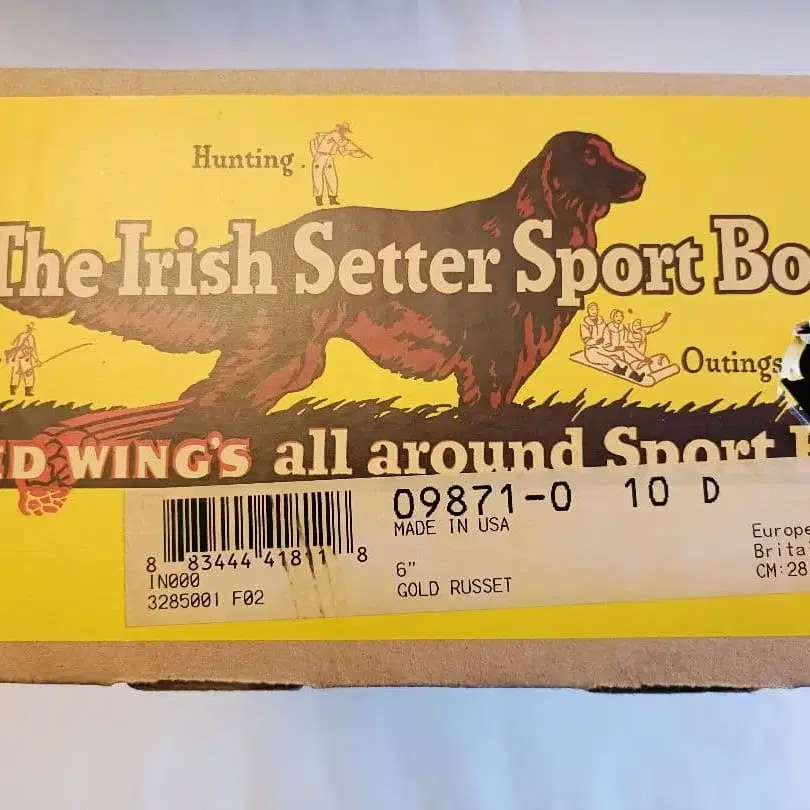 Hunting.
The Irish Setter Sport Bo
Outings
ED WING'S all around Sport
09871-0 10 D
MADE IN USA
8 83444 41811 8
IN000
3285001 F02
6"
GOLD RUSSET
Europe
Britai
CM:28